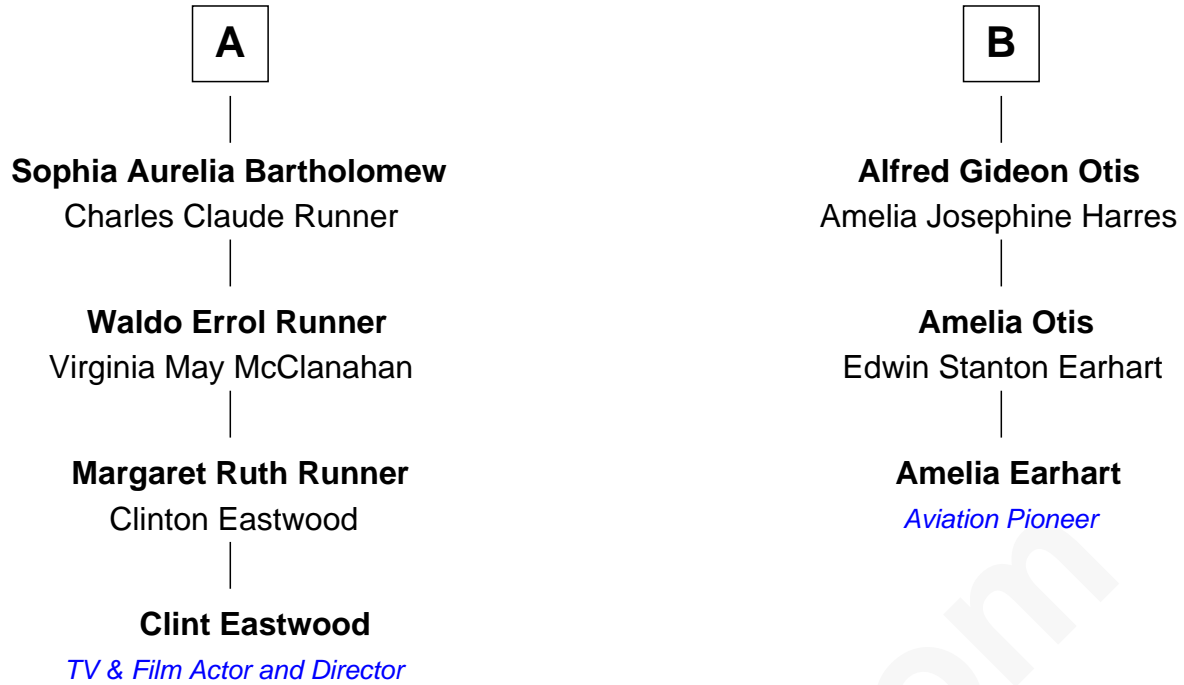 A
Sophia Aurelia Bartholomew
Charles Claude Runner
Waldo Errol Runner
Virginia May McClanahan
Margaret Ruth Runner
Clinton Eastwood
Clint Eastwood
TV & Film Actor and Director
B
Alfred Gideon Otis
Amelia Josephine Harres
Amelia Otis
Edwin Stanton Earhart
Amelia Earhart
Aviation Pioneer
om